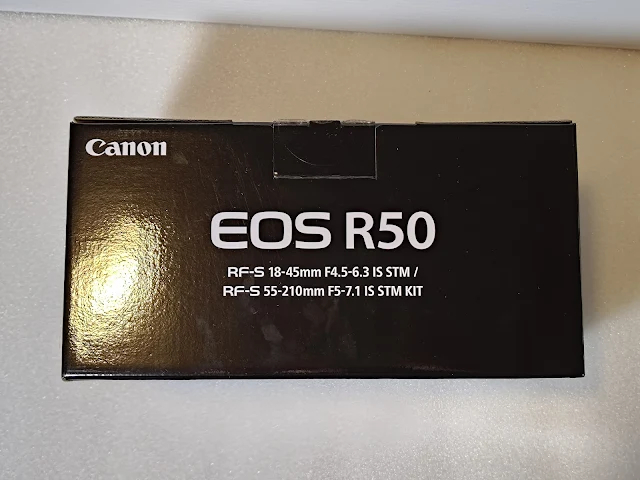 Canon
EOS R50
RF-S 18-45mm F4.5-6.3 IS STM /
RF-S 55-210mm F5-7.1 IS STM KIT